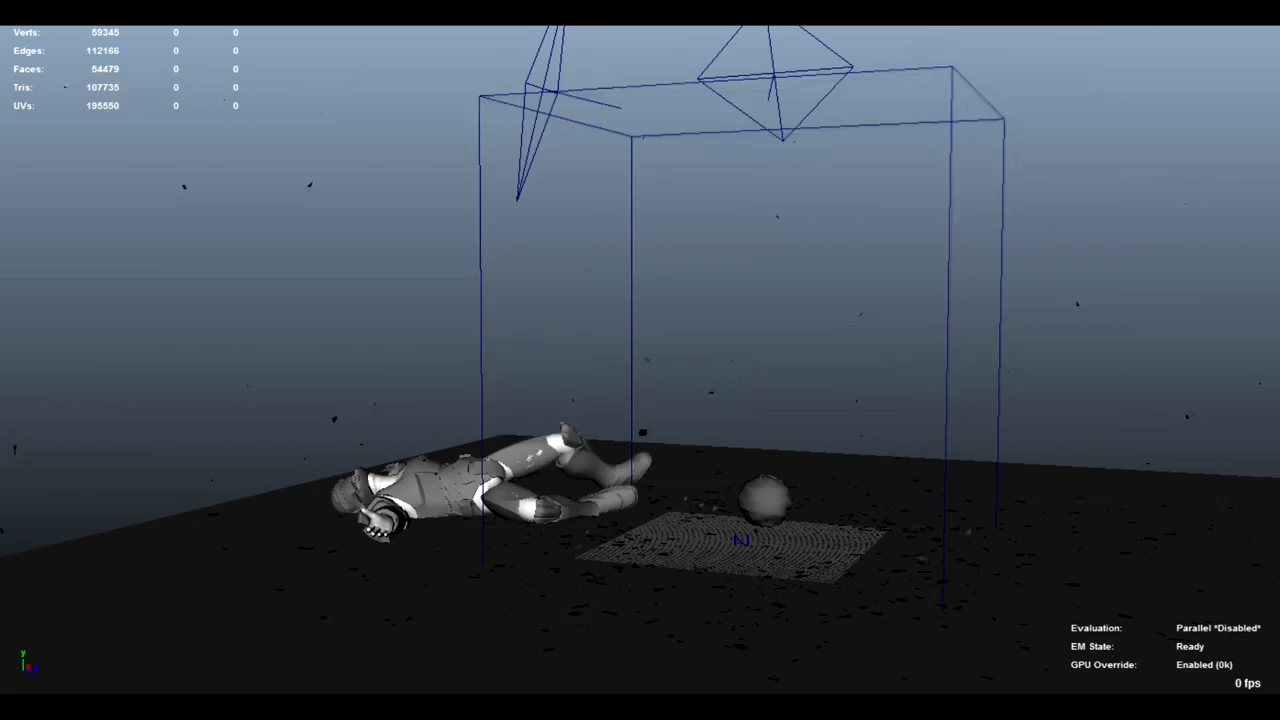 Verts: 59345 0 0
Edges: 112166 0 0
Faces: 54479 0 0
Tris: 107735 0 0
UVs: 195550 0 0
N
Evaluation: Parallel *Disabled*
EM State: Ready
GPU Override: Enabled (0k)
0 fps
y